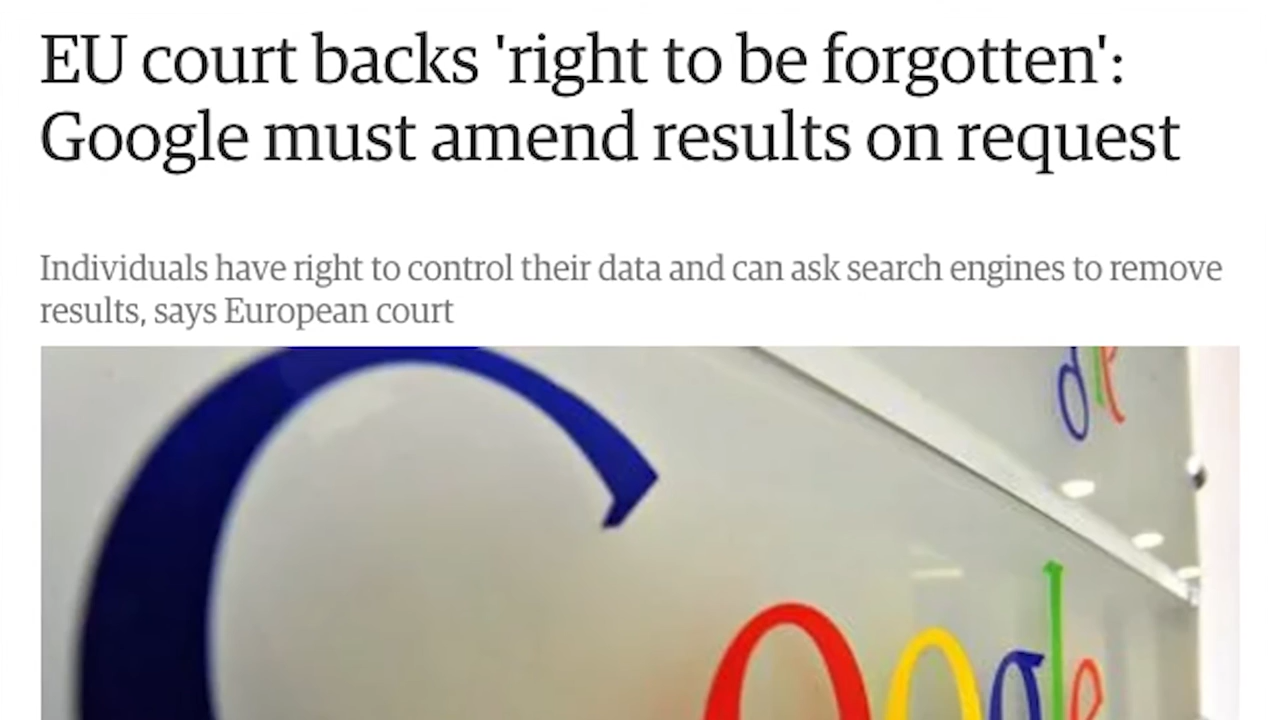 EU court backs 'right to be forgotten':
Google must amend results on request
Individuals have right to control their data and can ask search engines to remove
results, says European court
Google